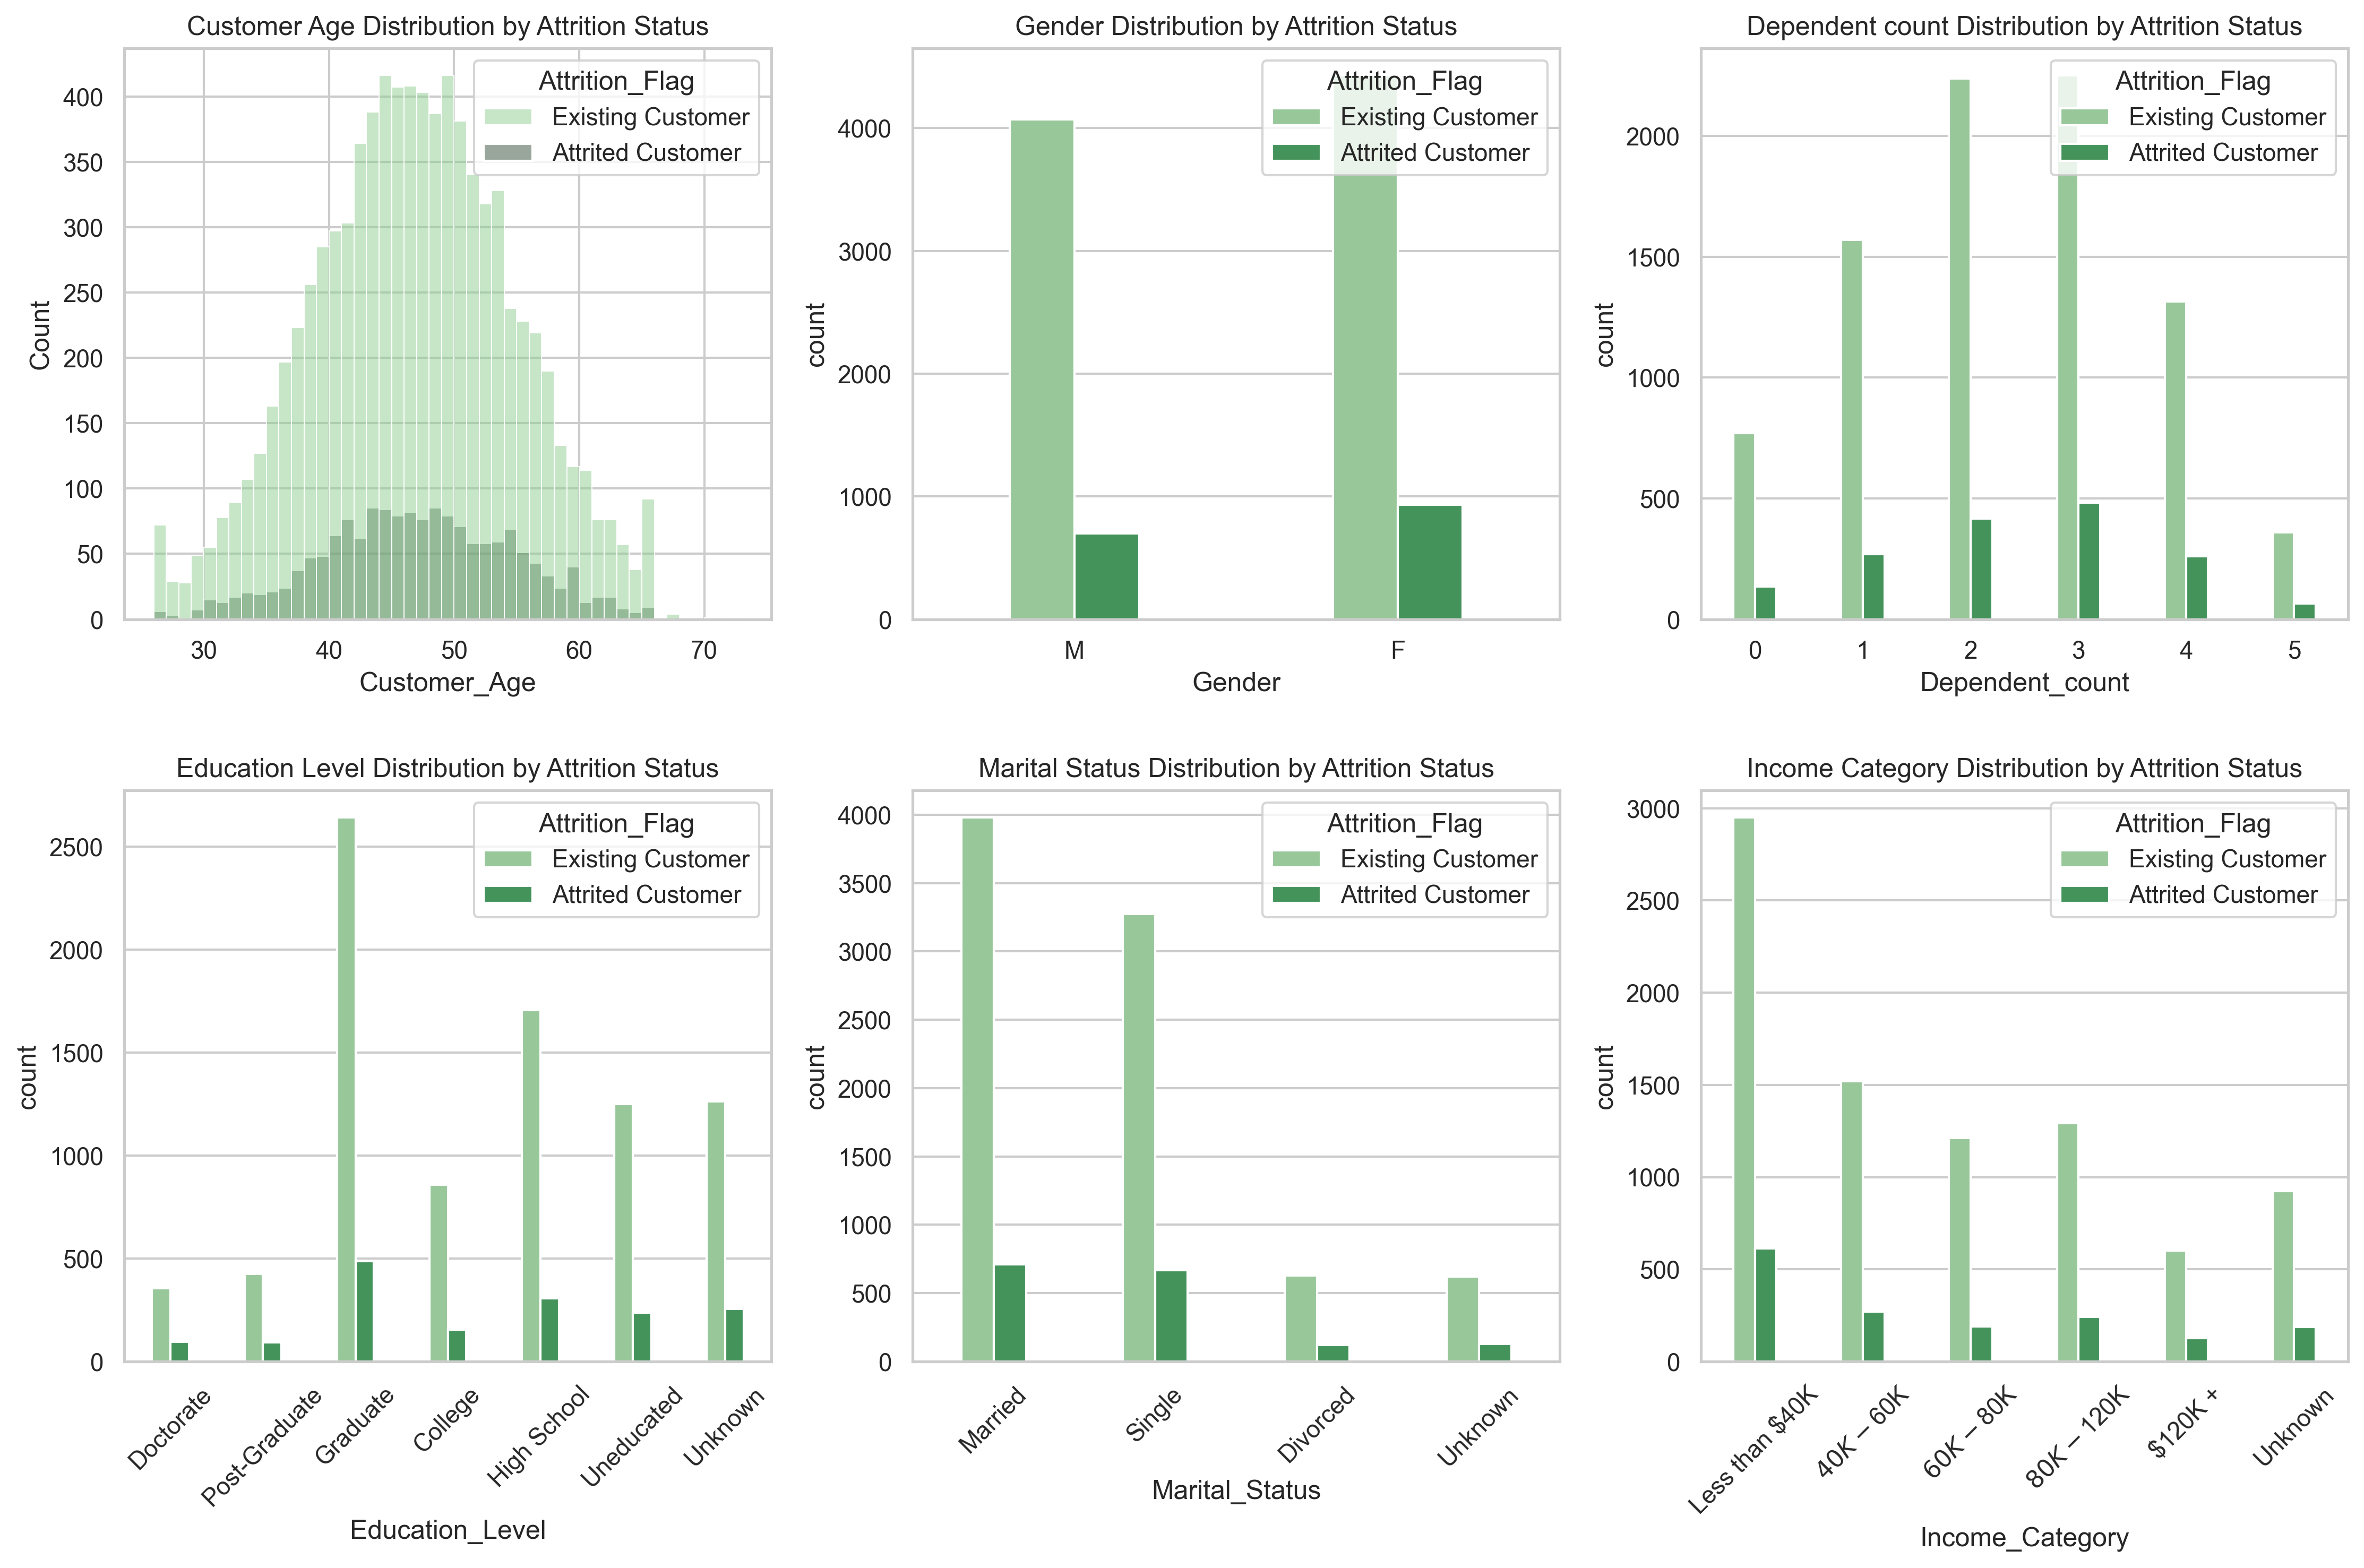 Customer Age Distribution by Attrition Status
Attrition_Flag
Existing Customer
Attrited Customer
400
350
300
250
200
150
100
50
0
Count
30 40 50 60 70
Customer_Age
Gender Distribution by Attrition Status
Attrition_Flag
Existing Customer
Attrited Customer
4000
3000
2000
1000
0
count
M F
Gender
Dependent count Distribution by Attrition Status
Attrition_Flag
Existing Customer
Attrited Customer
2000
1500
1000
500
0
count
0 1 2 3 4 5
Dependent_count
Education Level Distribution by Attrition Status
Attrition_Flag
Existing Customer
Attrited Customer
2500
2000
1500
1000
500
0
count
Doctorate
Post-Graduate
Graduate
College
High School
Uneducated
Unknown
Education_Level
Marital Status Distribution by Attrition Status
Attrition_Flag
Existing Customer
Attrited Customer
4000
3500
3000
2500
2000
1500
1000
500
0
count
Married
Single
Divorced
Unknown
Marital_Status
Income Category Distribution by Attrition Status
Attrition_Flag
Existing Customer
Attrited Customer
3000
2500
2000
1500
1000
500
0
count
Less than $40K
40K – 60K
60K – 80K
80K – 120K
$120K +
Unknown
Income_Category